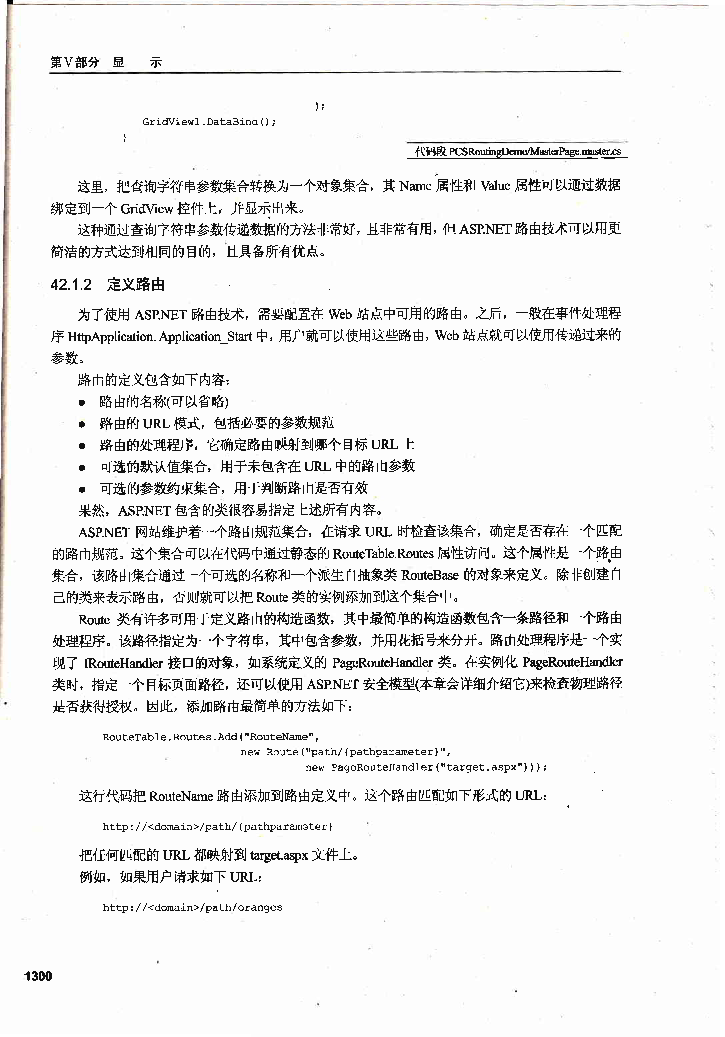 第V部分 显 示
);
GridView1.DataBind();
}
代码段 PCSRoutingDemo/MasterPage.master.cs
这里，把查询字符串参数集合转换为一个对象集合，其 Name 属性和 Value 属性可以通过数据
绑定到一个 GridView 控件上，并显示出来。
这种通过查询字符串参数传递数据的方法非常好，且非常有用，但 ASP.NET 路由技术可以用更
简洁的方式达到相同的目的，且具备所有优点。
42.1.2 定义路由
为了使用 ASP.NET 路由技术，需要配置在 Web 站点中可用的路由。之后，一般在事件处理程
序 HttpApplication. Application_Start 中，用户就可以使用这些路由，Web 站点就可以使用传递过来的
参数。
路由的定义包含如下内容：
● 路由的名称(可以省略)
● 路由的 URL 模式，包括必要的参数规范
● 路由的处理程序，它确定路由映射到哪个目标 URL 上
● 可选的默认值集合，用于未包含在 URL 中的路由参数
● 可选的参数约束集合，用于判断路由是否有效
果然，ASP.NET 包含的类很容易指定上述所有内容。
ASP.NET 网站维护着一个路由规范集合，在请求 URL 时检查该集合，确定是否存在一个匹配
的路由规范。这个集合可以在代码中通过静态的 RouteTable.Routes 属性访问。这个属性是一个路由
集合，该路由集合通过一个可选的名称和一个派生自抽象类 RouteBase 的对象来定义。除非创建自
己的类来表示路由，否则就可以把 Route 类的实例添加到这个集合中。
Route 类有许多可用于定义路由的构造函数，其中最简单的构造函数包含一条路径和一个路由
处理程序。该路径指定为一个字符串，其中包含参数，并用花括号来分开。路由处理程序是一个实
现了 IRouteHandler 接口的对象，如系统定义的 PageRouteHandler 类。在实例化 PageRouteHandler
类时，指定一个目标页面路径，还可以使用 ASP.NET 安全模型(本章会详细介绍它)来检查物理路径
是否获得授权。因此，添加路由最简单的方法如下：
RouteTable.Routes.Add("RouteName",
new Route("path/{pathparameter}",
new PageRouteHandler("target.aspx")));
这行代码把 RouteName 路由添加到路由定义中。这个路由匹配如下形式的 URL：
http://<domain>/path/{pathparameter}
把任何匹配的 URL 都映射到 target.aspx 文件上。
例如，如果用户请求如下 URL：
http://<domain>/path/oranges
1300